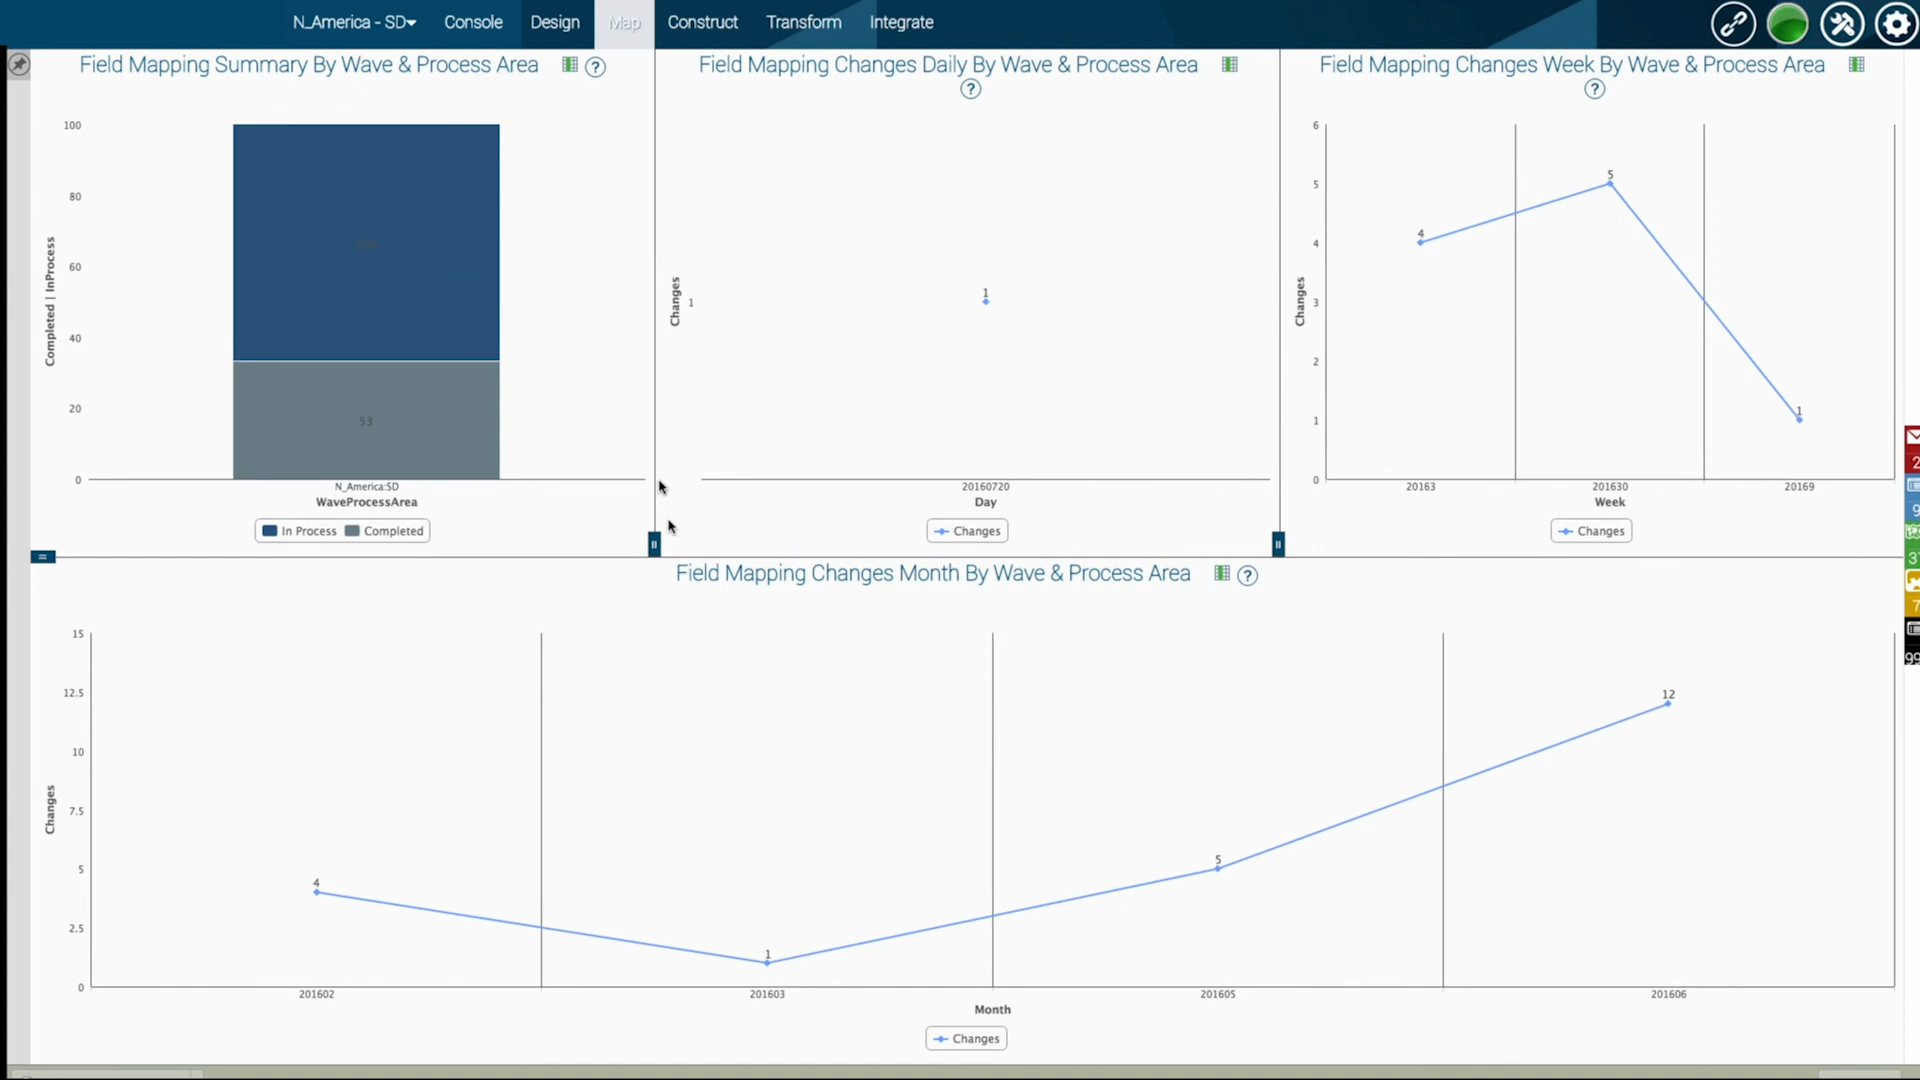 N_America - SD Console Design Map Construct Transform Integrate
Field Mapping Summary By Wave & Process Area ?
100
80
60
40
20
0
Completed | InProcess
53
N_America:SD
WaveProcessArea
In Process Completed
Field Mapping Changes Daily By Wave & Process Area
?
Changes
1
1
20160720
Day
Changes
Field Mapping Changes Week By Wave & Process Area
?
6
5
4
3
2
1
0
Changes
4
5
1
20163 201630 20169
Week
Changes
Field Mapping Changes Month By Wave & Process Area ?
15
12.5
10
7.5
5
2.5
0
Changes
4
1
5
12
201602 201603 201605 201606
Month
Changes
2
9
37
7
99